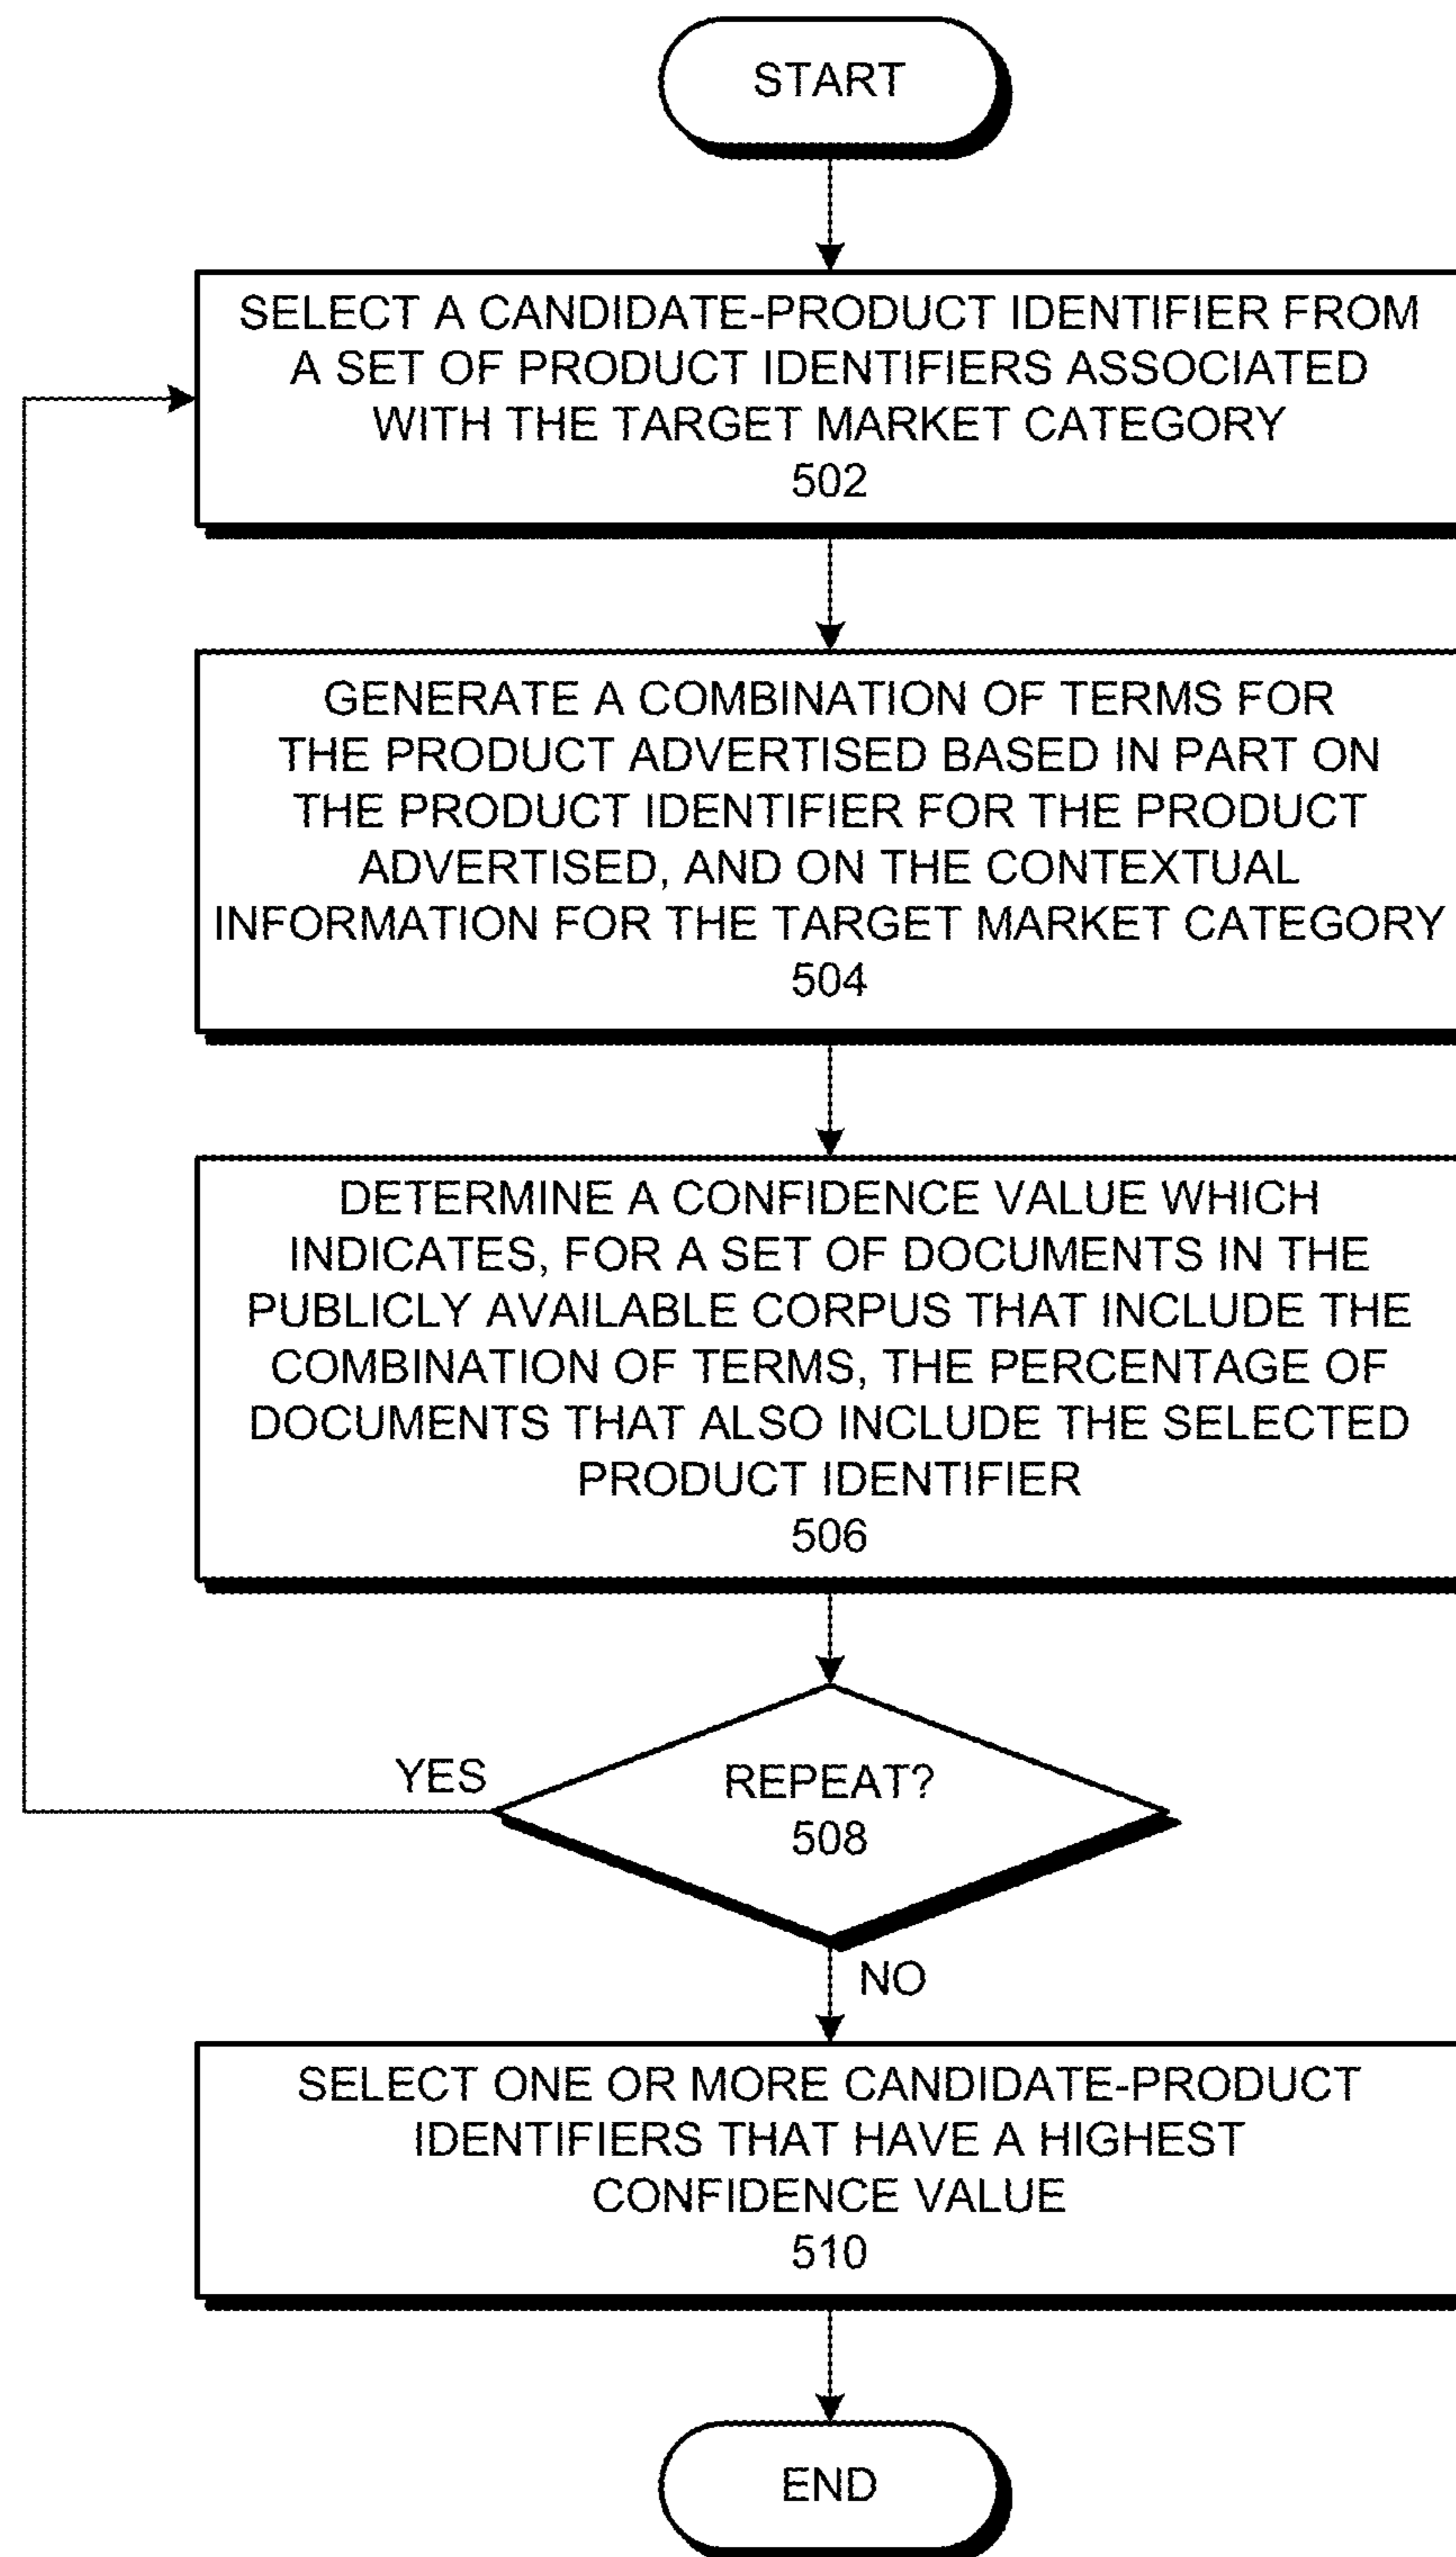 START
SELECT A CANDIDATE-PRODUCT IDENTIFIER FROM
A SET OF PRODUCT IDENTIFIERS ASSOCIATED
WITH THE TARGET MARKET CATEGORY
502
GENERATE A COMBINATION OF TERMS FOR
THE PRODUCT ADVERTISED BASED IN PART ON
THE PRODUCT IDENTIFIER FOR THE PRODUCT
ADVERTISED, AND ON THE CONTEXTUAL
INFORMATION FOR THE TARGET MARKET CATEGORY
504
DETERMINE A CONFIDENCE VALUE WHICH
INDICATES, FOR A SET OF DOCUMENTS IN THE
PUBLICLY AVAILABLE CORPUS THAT INCLUDE THE
COMBINATION OF TERMS, THE PERCENTAGE OF
DOCUMENTS THAT ALSO INCLUDE THE SELECTED
PRODUCT IDENTIFIER
506
YES
REPEAT?
508
NO
SELECT ONE OR MORE CANDIDATE-PRODUCT
IDENTIFIERS THAT HAVE A HIGHEST
CONFIDENCE VALUE
510
END